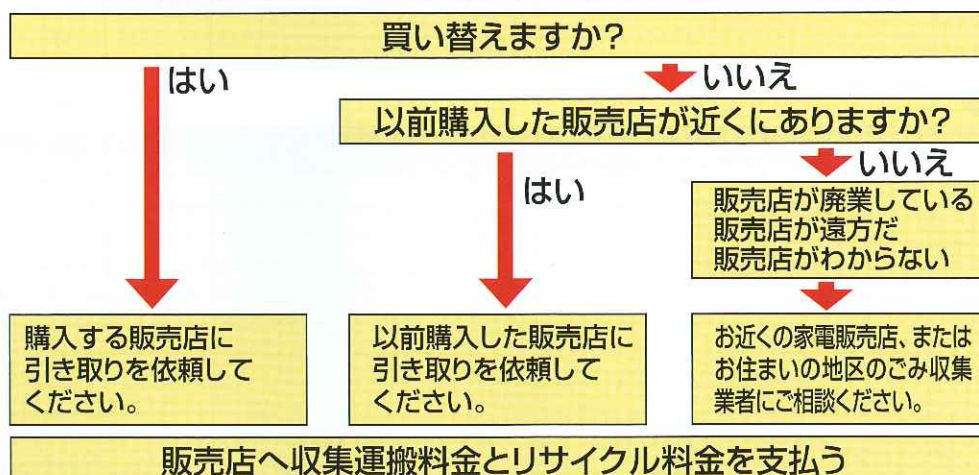 買い替えますか?
はい
いいえ
以前購入した販売店が近くにありますか?
はい
いいえ
販売店が廃業している
販売店が遠方だ
販売店がわからない
購入する販売店に
引き取りを依頼して
ください。
以前購入した販売店に
引き取りを依頼して
ください。
お近くの家電販売店、または
お住まいの地区のごみ収集
業者にご相談ください。
販売店へ収集運搬料金とリサイクル料金を支払う